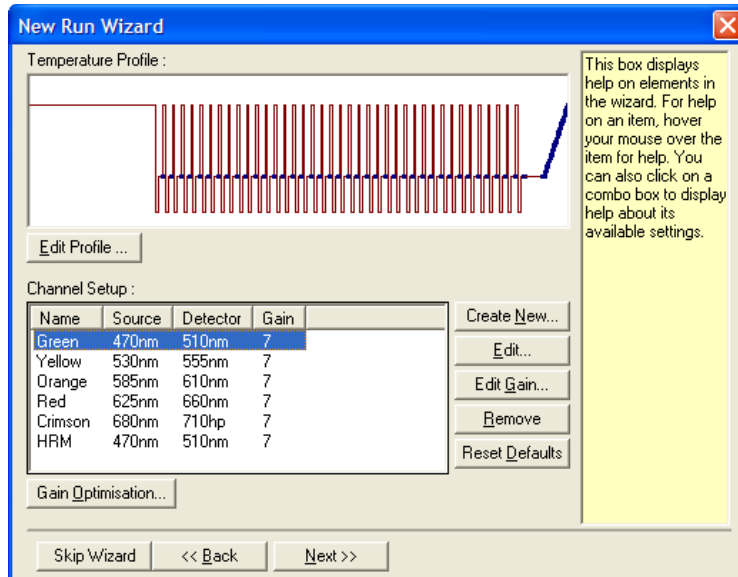 New Run Wizard
Temperature Profile :
This box displays
help on elements in
the wizard. For help
on an item, hover
your mouse over the
item for help. You
can also click on a
combo box to display
help about its
available settings.
Edit Profile ...
Channel Setup :
Name Source Detector Gain
Green 470nm 510nm 7
Yellow 530nm 555nm 7
Orange 585nm 610nm 7
Red 625nm 660nm 7
Crimson 680nm 710hp 7
HRM 470nm 510nm 7
Create New...
Edit...
Edit Gain...
Remove
Reset Defaults
Gain Optimisation...
Skip Wizard << Back Next >>